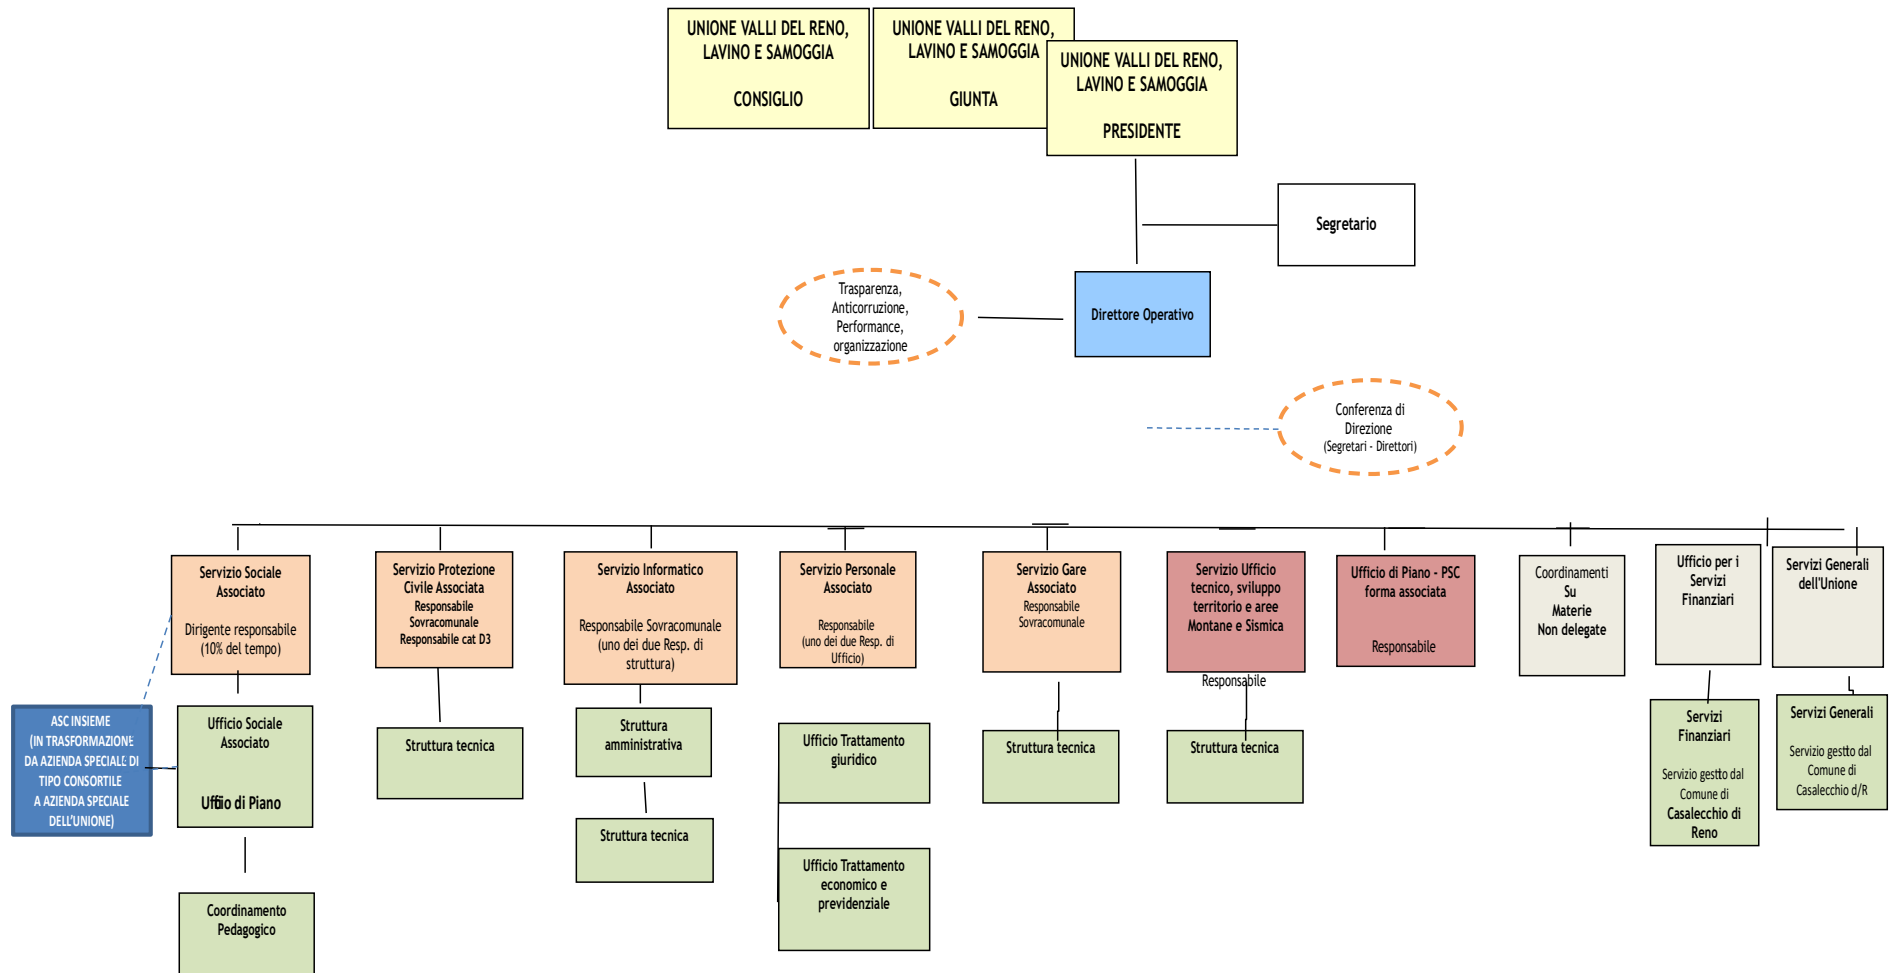 UNIONE VALLI DEL RENO,
LAVINO E SAMOGGIA
CONSIGLIO
UNIONE VALLI DEL RENO,
LAVINO E SAMOGGIA
GIUNTA
UNIONE VALLI DEL RENO,
LAVINO E SAMOGGIA
PRESIDENTE
Segretario
Trasparenza,
Anticorruzione,
Performance,
organizzazione
Direttore Operativo
Conferenza di
Direzione
(Segretari - Direttori)
Servizio Sociale
Associato
Dirigente responsabile
(10% del tempo)
Servizio Protezione
Civile Associata
Responsabile
Sovracomunale
Responsabile cat D3
Servizio Informatico
Associato
Responsabile Sovracomunale
(uno dei due Resp. di
struttura)
Servizio Personale
Associato
Responsabile
(uno dei due Resp. di
Ufficio)
Servizio Gare
Associato
Responsabile
Sovracomunale
Servizio Ufficio
tecnico, sviluppo
territorio e aree
Montane e Sismica
Responsabile
Ufficio di Piano - PSC
forma associata
Responsabile
Coordinamenti
Su
Materie
Non delegate
Ufficio per i
Servizi
Finanziari
Servizi Generali
dell'Unione
ASC INSIEME
(IN TRASFORMAZIONE
DA AZIENDA SPECIALE DI
TIPO CONSORTILE
A AZIENDA SPECIALE
DELL'UNIONE)
Ufficio Sociale
Associato
Uffio di Piano
Coordinamento
Pedagogico
Struttura tecnica
Struttura
amministrativa
Struttura tecnica
Ufficio Trattamento
giuridico
Ufficio Trattamento
economico e
previdenziale
Struttura tecnica
Struttura tecnica
Servizi
Finanziari
Servizio gestto dal
Comune di
Casalecchio di
Reno
Servizi Generali
Servizio gestto dal
Comune di
Casalecchio d/R